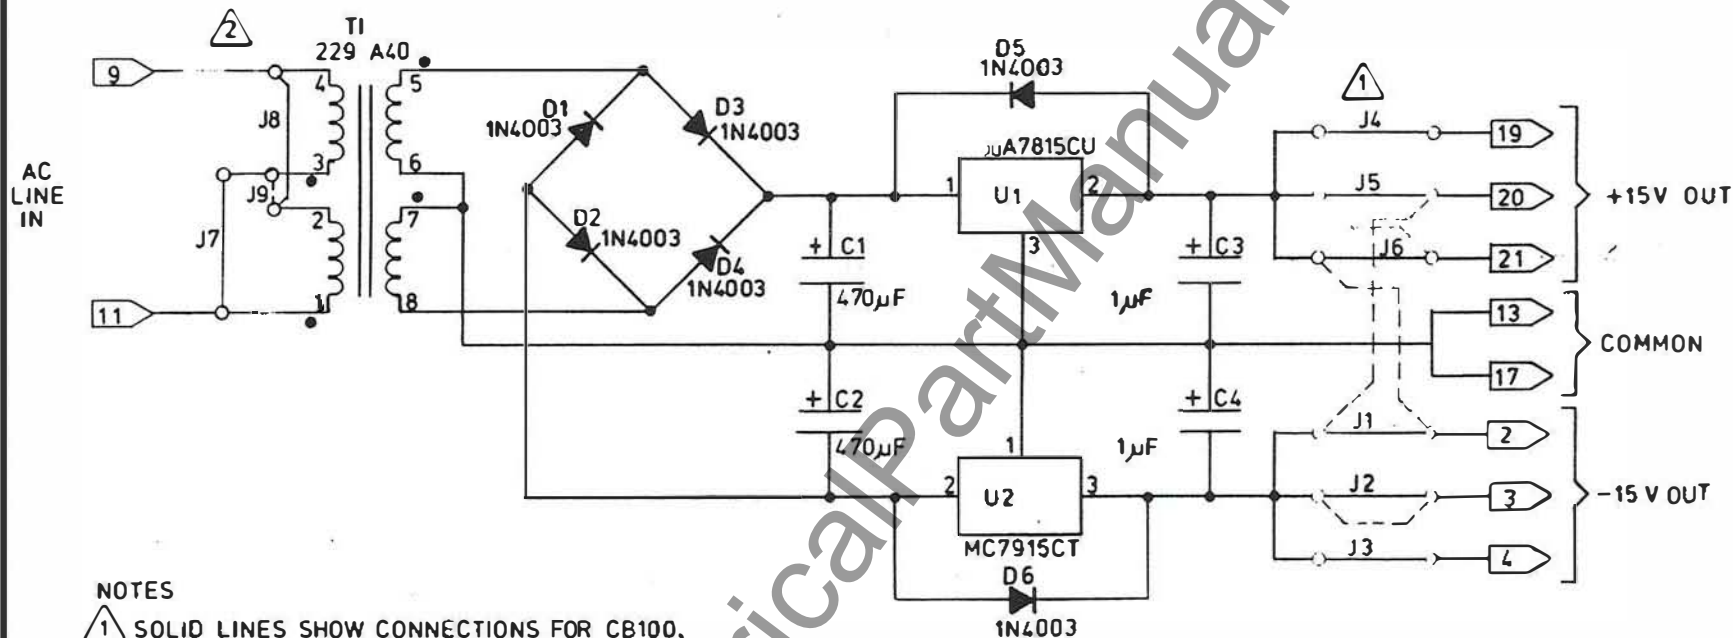 2
T1
229 A40
9
4
5
J8
3
6
AC
LINE
IN
J9
2
7
J7
11
1
8
D1
1N4003
D3
1N4003
D2
1N4003
D4
1N4003
D5
1N4003
µA7815CU
1
U1
2
3
+ C1
470µF
+ C3
1µF
+ C2
470µF
+ C4
1µF
1
2
U2
3
MC7915CT
D6
1N4003
1
J4
19
J5
20
+15V OUT
J6
21
13
COMMON
17
J1
2
J2
3
-15 V OUT
J3
4
NOTES
1 SOLID LINES SHOW CONNECTIONS FOR CB100,
icalPartManua